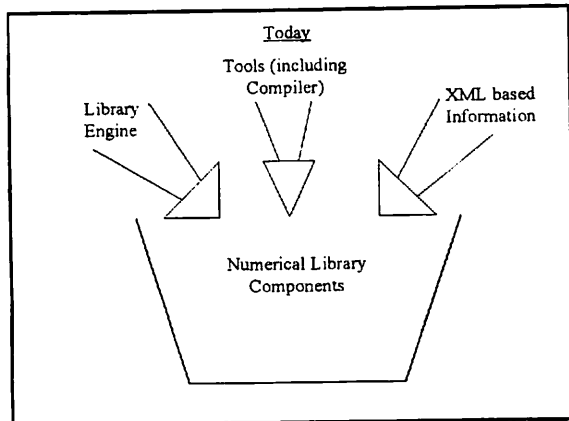 Today
Tools (including
Compiler)
Library
Engine
XML based
Information
Numerical Library
Components